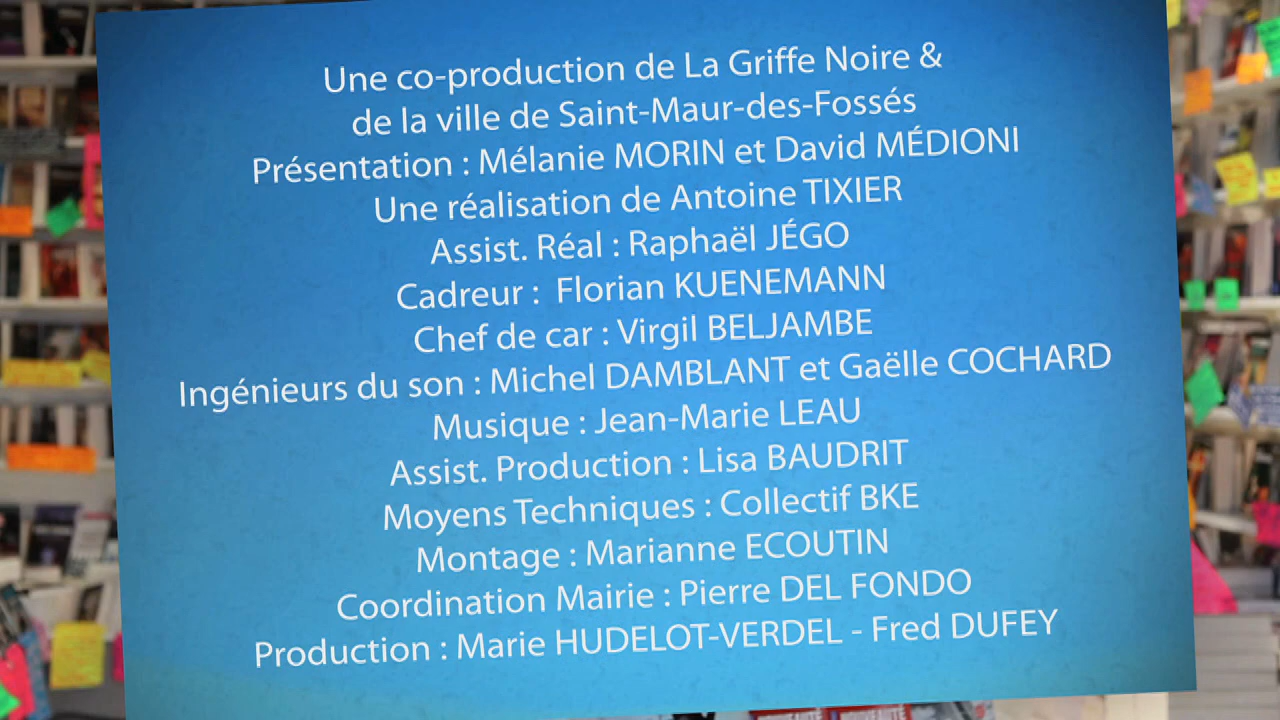 Une co-production de La Griffe Noire &
de la ville de Saint-Maur-des-Fossés
Présentation : Mélanie MORIN et David MÉDIONI
Une réalisation de Antoine TIXIER
Assist. Réal : Raphaël JÉGO
Cadreur : Florian KUENEMANN
Chef de car : Virgil BELJAMBE
Ingénieurs du son : Michel DAMBLANT et Gaëlle COCHARD
Musique : Jean-Marie LEAU
Assist. Production : Lisa BAUDRIT
Moyens Techniques : Collectif BKE
Montage : Marianne ECOUTIN
Coordination Mairie : Pierre DEL FONDO
Production : Marie HUDELOT-VERDEL - Fred DUFEY